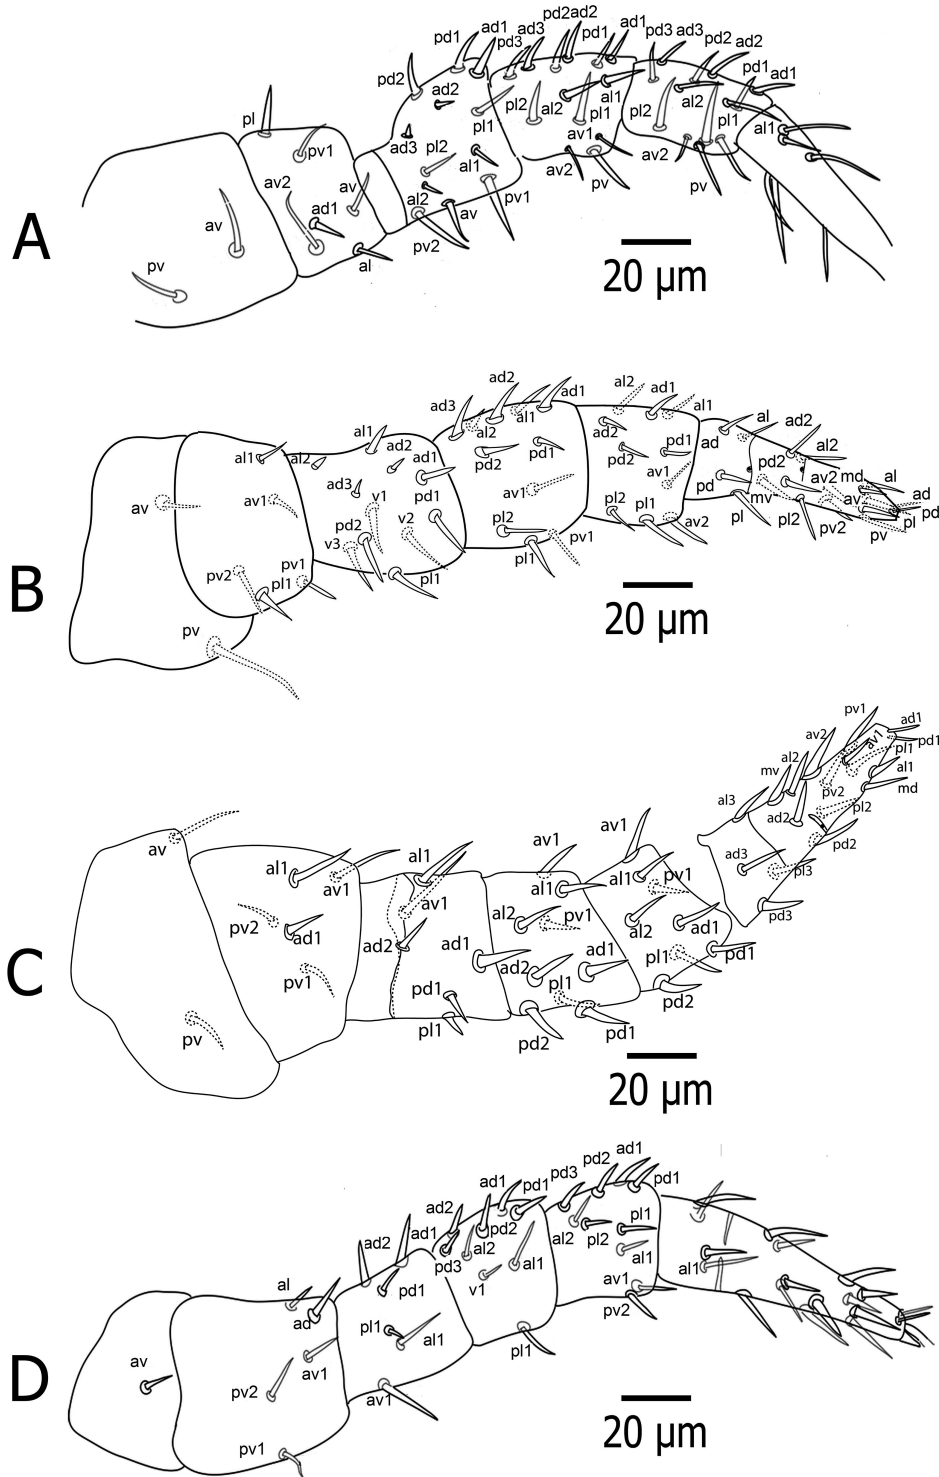 pd2ad2
ad1 ad3 pd1 ad1 pd3 ad3 pd2 ad2
pd1 pd3
pd2 ad2 pd1 ad1
pl pl2 al2 pl1 al1 pl2 al2 pl1 al1
pv1 ad3 pl2 pl1 av1
av2 av al1 av2 pv av2 pv
av ad1 al2 av pv1
pv al pv2
A
20 µm
al2 ad1 al1
ad2 al1 ad1
ad3 al2 ad2 al ad2
al1 al2 al1 ad2 ad1 pd2 pd1 pd2 pd1 ad pd2 al2
ad3 v1 pd1 av1 av1 pd mv av2 md al ad
av av1 pd2 v2 pl2 pl2 pl1 av2 pl pl2 pv2 av pl pd
v3 pl1 pv1 pv
pv2 pl1 pv1 pl1
pv
B
20 µm
pv1 ad1
av2 av1 pd1
al2 pl1
mv al1
al3 pv2 md
av1 av1 ad2 pl2
av al1 al1 pd2
av1 al1 al1 pv1 ad3 pl3
pv2 av1 al2 pv1 al2 ad1 pd3
ad1 ad2 ad1 ad2 ad1 pl1 pd1
pv1 pd1 pl1 pd2
pv pl1 pd2 pd1
C
20 µm
pd3 pd2 ad1
ad1 pd1 pd1
ad2 ad1 pd2
ad2 pd3 al2 al1 al2 pl2 pl1
al pd1 v1 al1 al1
ad pl1 al1 av1
av av1 pl1 pv2
pv2 av1
pv1
D
20 µm